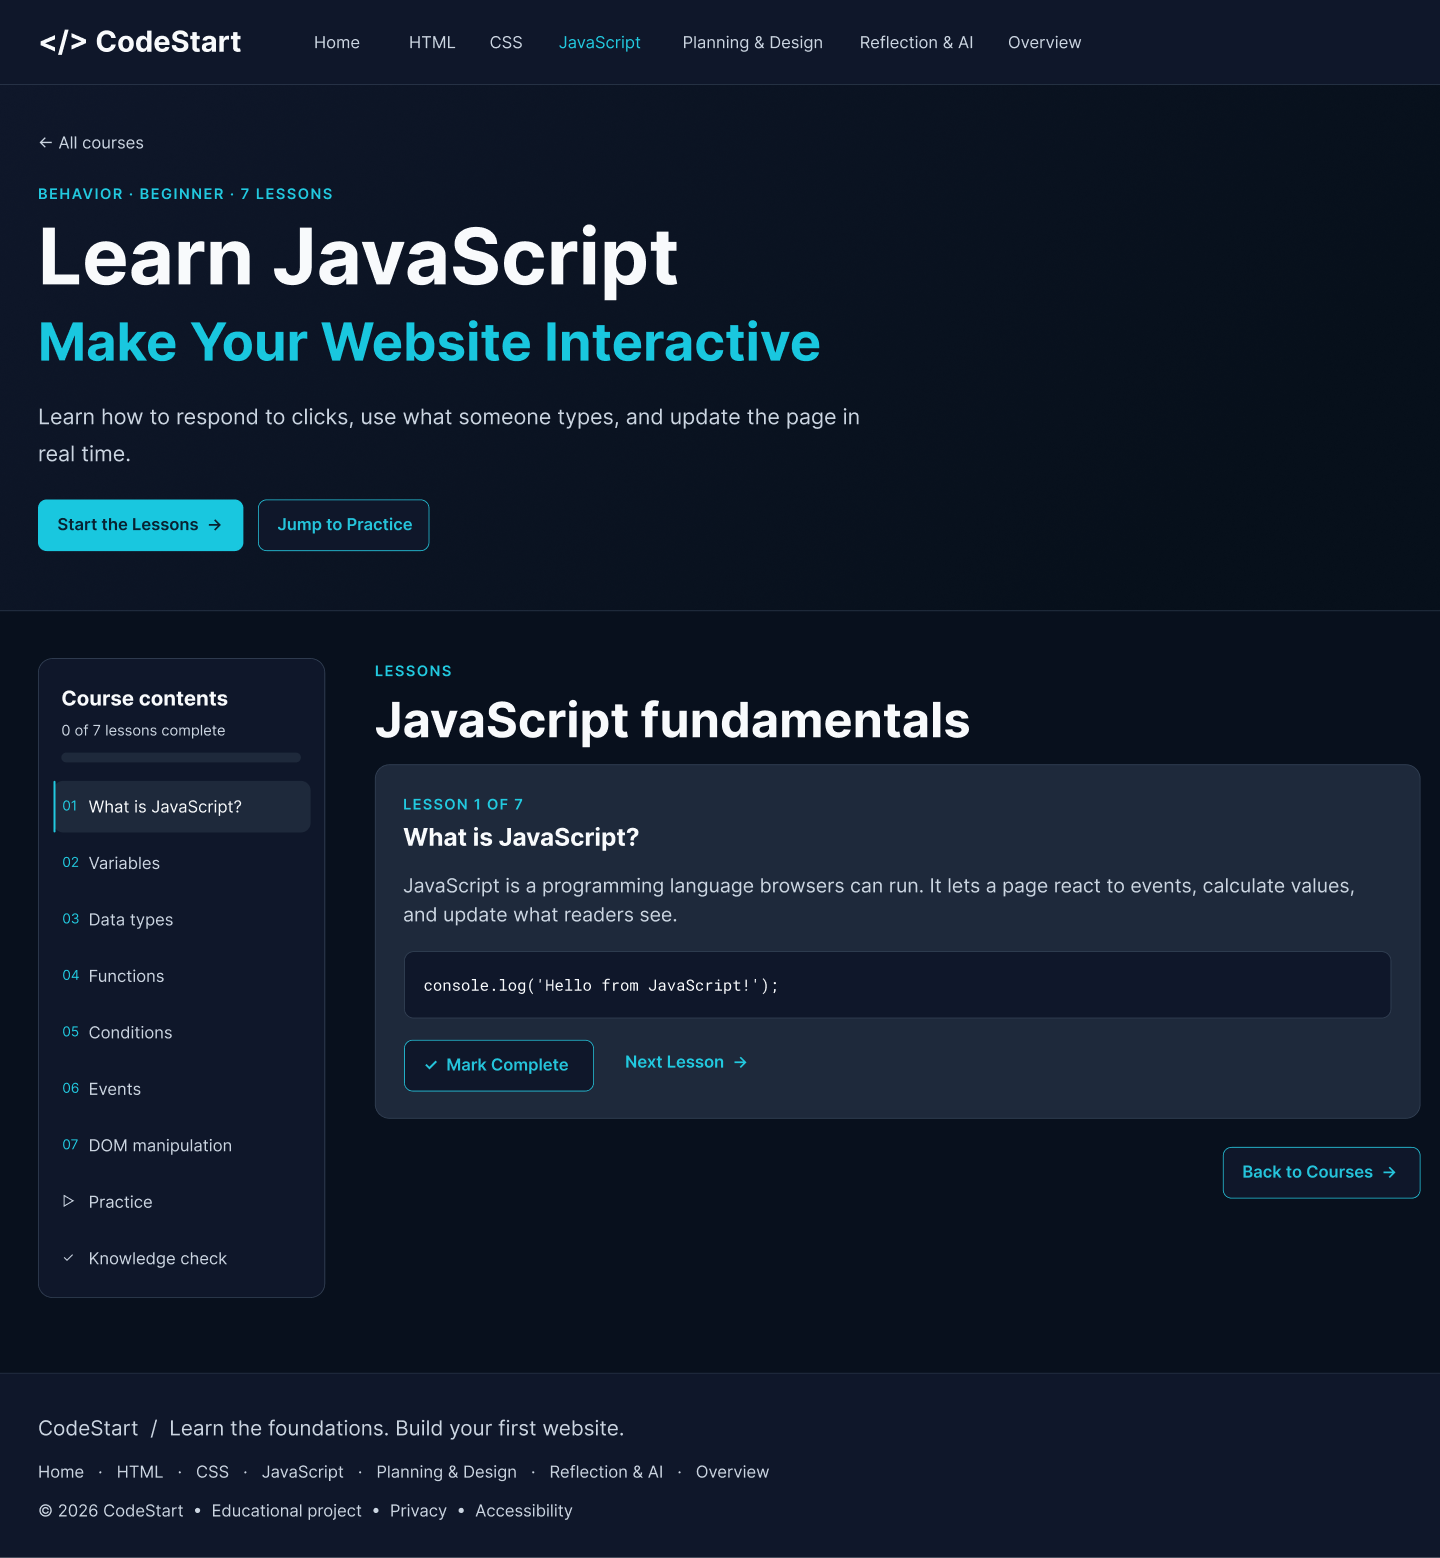 </> CodeStart
Home HTML CSS JavaScript Planning & Design Reflection & AI Overview
← All courses
BEHAVIOR · BEGINNER · 7 LESSONS
Learn JavaScript
Make Your Website Interactive
Learn how to respond to clicks, use what someone types, and update the page in
real time.
Start the Lessons →
Jump to Practice
Course contents
0 of 7 lessons complete
01 What is JavaScript?
02 Variables
03 Data types
04 Functions
05 Conditions
06 Events
07 DOM manipulation
▷ Practice
✓ Knowledge check
LESSONS
JavaScript fundamentals
LESSON 1 OF 7
What is JavaScript?
JavaScript is a programming language browsers can run. It lets a page react to events, calculate values,
and update what readers see.
console.log('Hello from JavaScript!');
✓ Mark Complete
Next Lesson →
Back to Courses →
CodeStart / Learn the foundations. Build your first website.
Home · HTML · CSS · JavaScript · Planning & Design · Reflection & AI · Overview
© 2026 CodeStart • Educational project • Privacy • Accessibility